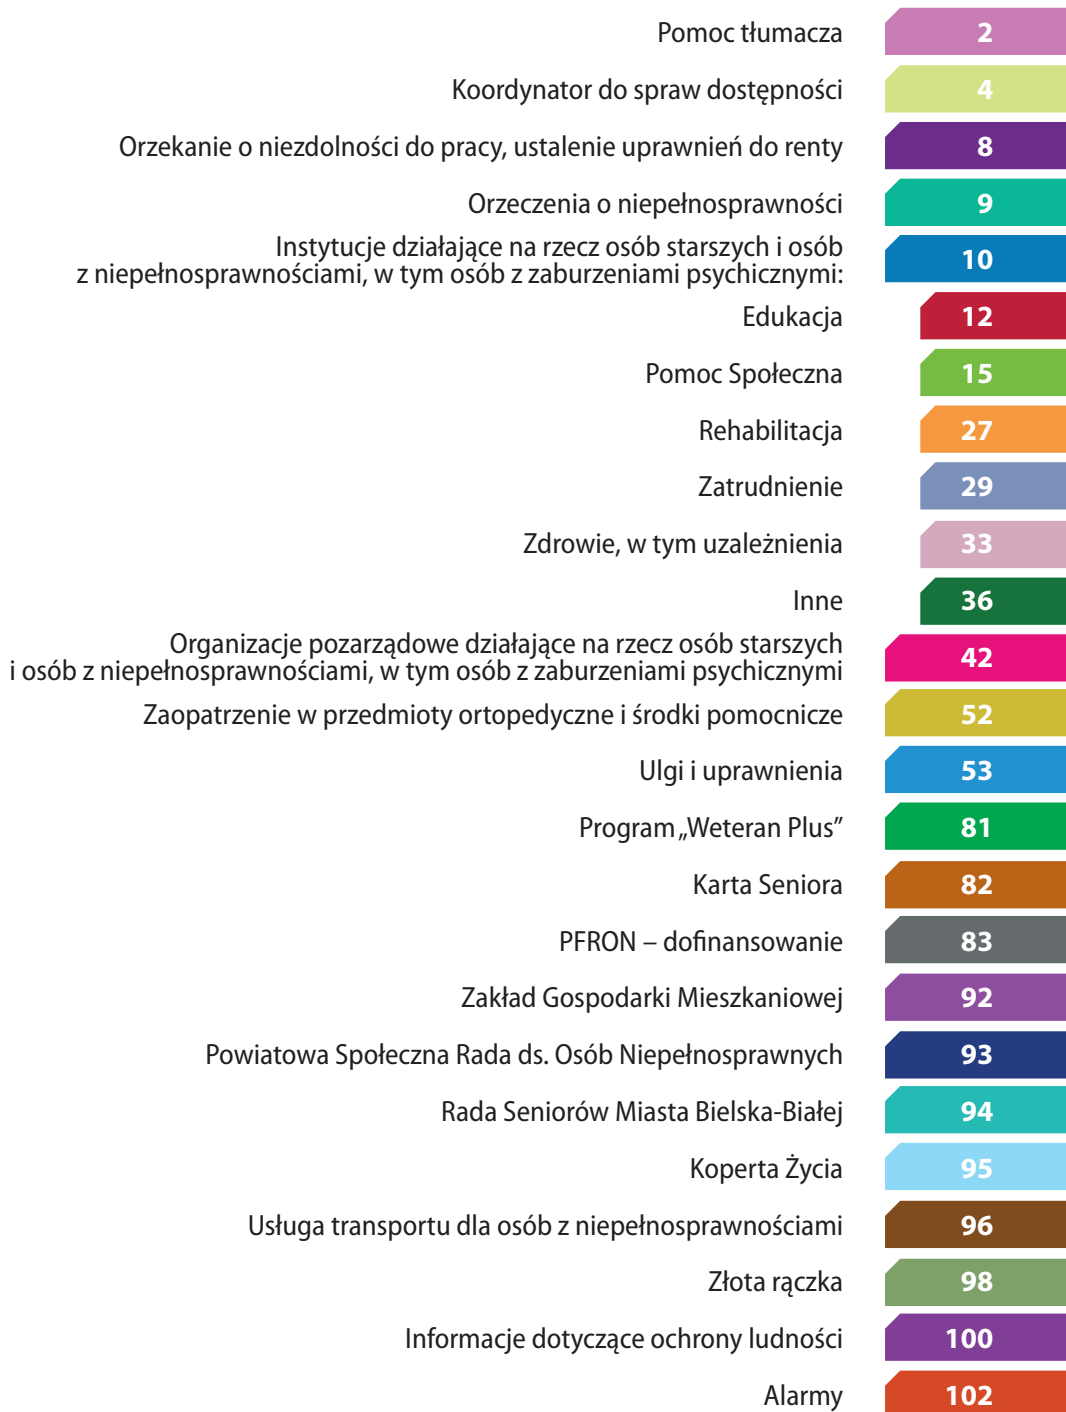 Pomoc tłumacza 2
Koordynator do spraw dostępności 4
Orzekanie o niezdolności do pracy, ustalenie uprawnień do renty 8
Orzeczenia o niepełnosprawności 9
Instytucje działające na rzecz osób starszych i osób
z niepełnosprawnościami, w tym osób z zaburzeniami psychicznymi: 10
Edukacja 12
Pomoc Społeczna 15
Rehabilitacja 27
Zatrudnienie 29
Zdrowie, w tym uzależnienia 33
Inne 36
Organizacje pozarządowe działające na rzecz osób starszych
i osób z niepełnosprawnościami, w tym osób z zaburzeniami psychicznymi 42
Zaopatrzenie w przedmioty ortopedyczne i środki pomocnicze 52
Ulgi i uprawnienia 53
Program „Weteran Plus” 81
Karta Seniora 82
PFRON – dofinansowanie 83
Zakład Gospodarki Mieszkaniowej 92
Powiatowa Społeczna Rada ds. Osób Niepełnosprawnych 93
Rada Seniorów Miasta Bielska-Białej 94
Koperta Życia 95
Usługa transportu dla osób z niepełnosprawnościami 96
Złota rączka 98
Informacje dotyczące ochrony ludności 100
Alarmy 102